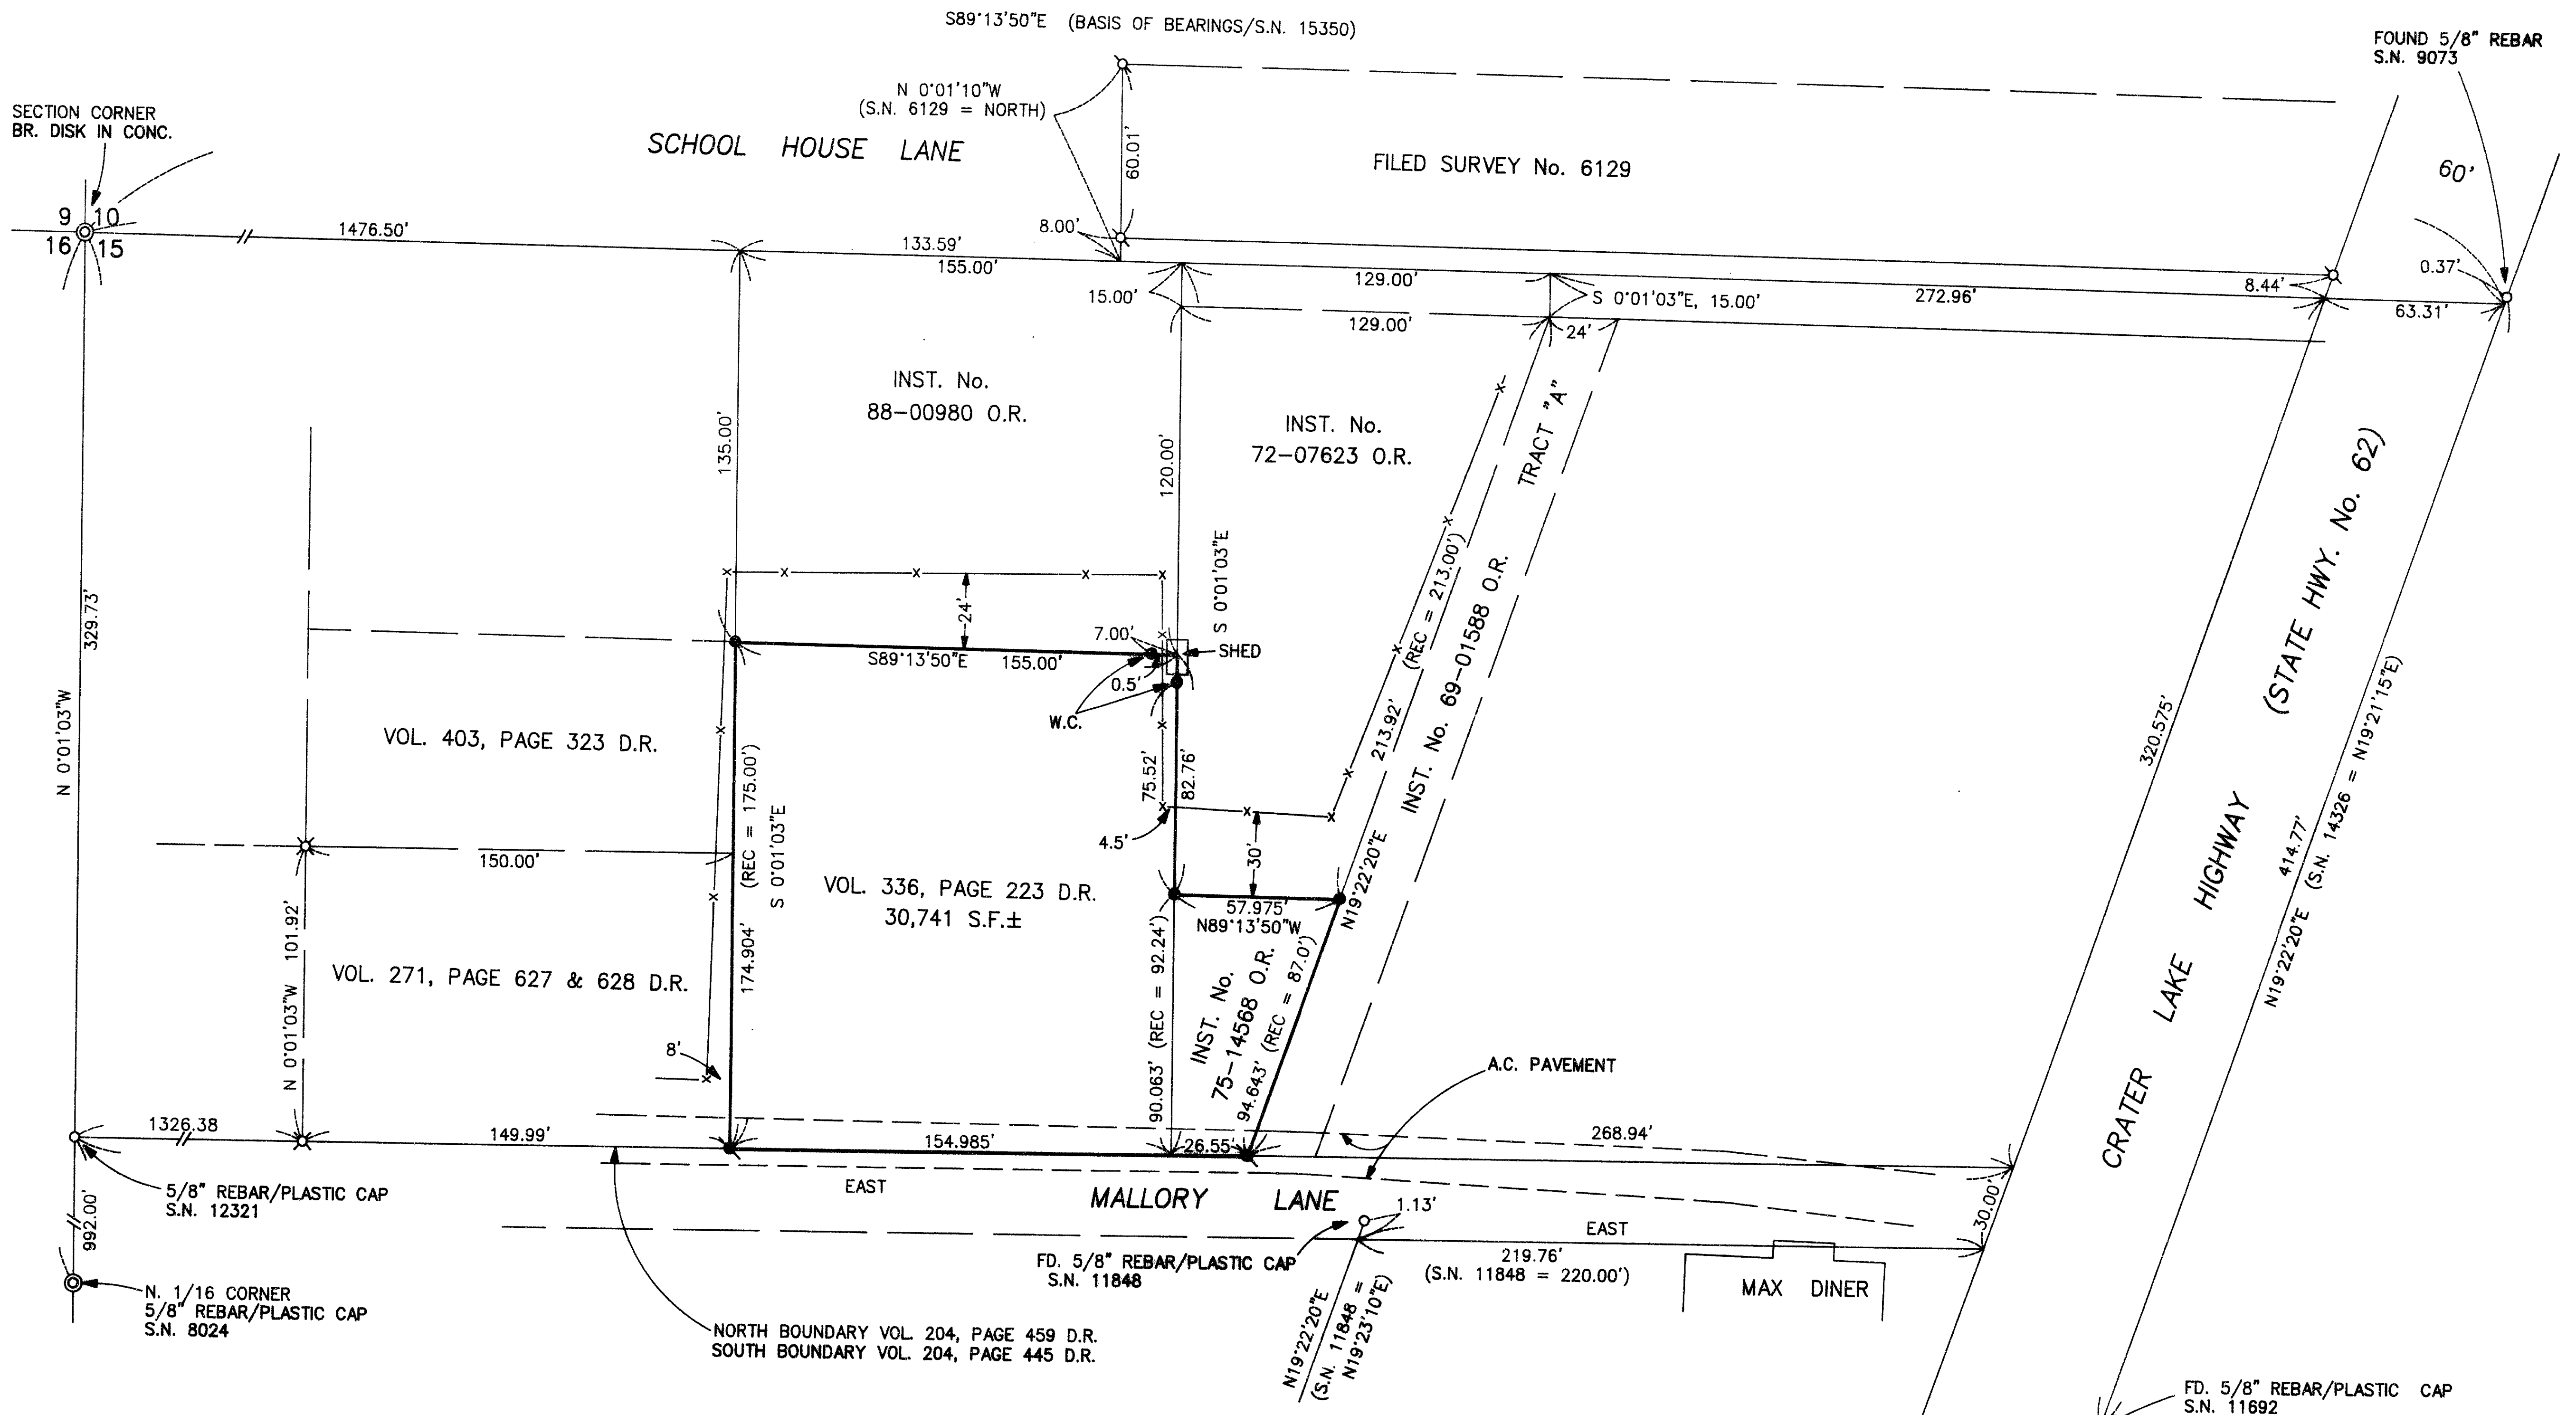 S89°13'50"E (BASIS OF BEARINGS/S.N. 15350)
FOUND 5/8" REBAR
S.N. 9073
N 0°01'10"W
(S.N. 6129 = NORTH)
SECTION CORNER
BR. DISK IN CONC.
SCHOOL HOUSE LANE
60.01'
FILED SURVEY No. 6129
60'
9 10
16 15
1476.50'
133.59'
155.00'
8.00'
15.00'
129.00'
129.00'
S 0°01'03"E, 15.00'
24'
272.96'
8.44'
0.37'
63.31'
INST. No.
88-00980 O.R.
INST. No.
72-07623 O.R.
TRACT "A"
135.00'
120.00'
S 0°01'03"E
329.73'
N 0°01'03"W
24'
7.00'
SHED
S89°13'50"E 155.00'
0.5'
W.C.
VOL. 403, PAGE 323 D.R.
(REC = 175.00')
S 0°01'03"E
174.904'
75.52'
82.76'
4.5'
30'
213.92' (REC = 213.00')
INST. No. 69-01588 O.R.
N19°22'20"E
320.575'
CRATER LAKE HIGHWAY (STATE HWY. No. 62)
414.77'
N19°22'20"E (S.N. 14326 = N19°21'15"E)
150.00'
VOL. 336, PAGE 223 D.R.
30,741 S.F.±
57.975'
N89°13'50"W
N 0°01'03"W 101.92'
VOL. 271, PAGE 627 & 628 D.R.
8'
90.063' (REC = 92.24')
INST. No.
75-14568 O.R.
94.643' (REC = 87.0')
A.C. PAVEMENT
1326.38
149.99'
154.985'
26.55'
268.94'
5/8" REBAR/PLASTIC CAP
S.N. 12321
EAST
MALLORY LANE
1.13'
EAST
30.00'
992.00'
FD. 5/8" REBAR/PLASTIC CAP
S.N. 11848
219.76'
(S.N. 11848 = 220.00')
MAX DINER
N. 1/16 CORNER
5/8" REBAR/PLASTIC CAP
S.N. 8024
N19°22'20"E
(S.N. 11848 =
N19°23'10"E)
NORTH BOUNDARY VOL. 204, PAGE 459 D.R.
SOUTH BOUNDARY VOL. 204, PAGE 445 D.R.
FD. 5/8" REBAR/PLASTIC CAP
S.N. 11692